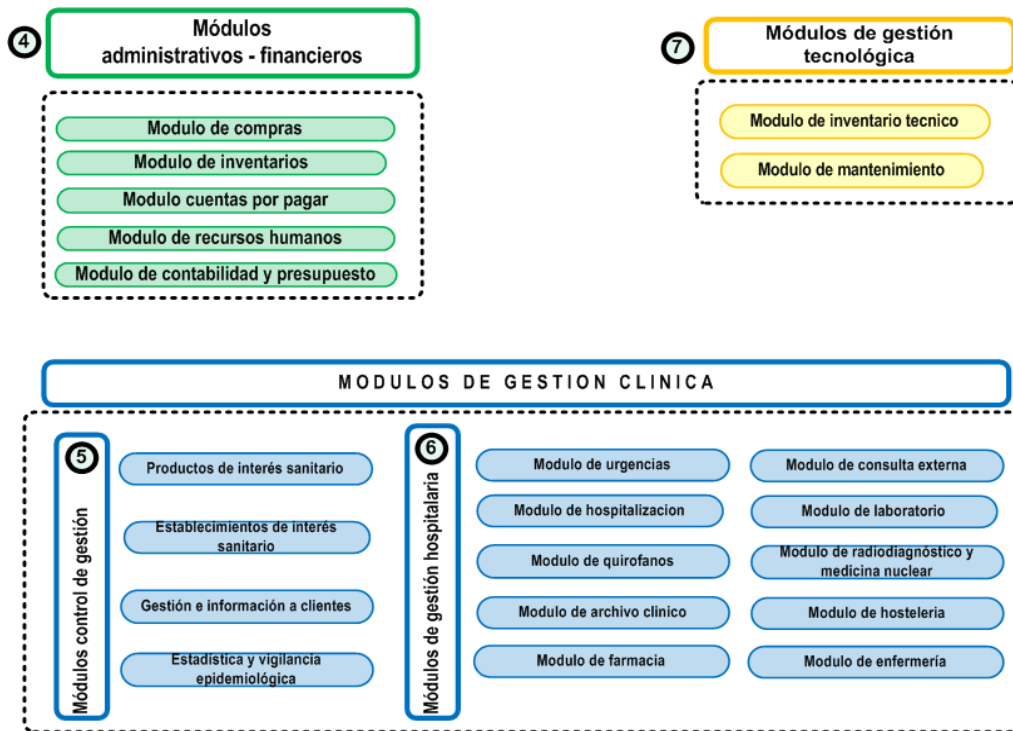 4
Módulos
administrativos - financieros
Modulo de compras
Modulo de inventarios
Modulo cuentas por pagar
Modulo de recursos humanos
Modulo de contabilidad y presupuesto
7
Módulos de gestión
tecnológica
Modulo de inventario tecnico
Modulo de mantenimiento
MODULOS DE GESTION CLINICA
5
Módulos control de gestión
Productos de interés sanitario
Establecimientos de interés
sanitario
Gestión e información a clientes
Estadística y vigilancia
epidemiológica
6
Módulos de gestión hospitalaria
Modulo de urgencias
Modulo de hospitalizacion
Modulo de quirofanos
Modulo de archivo clinico
Modulo de farmacia
Modulo de consulta externa
Modulo de laboratorio
Modulo de radiodiagnóstico y
medicina nuclear
Modulo de hosteleria
Modulo de enfermería